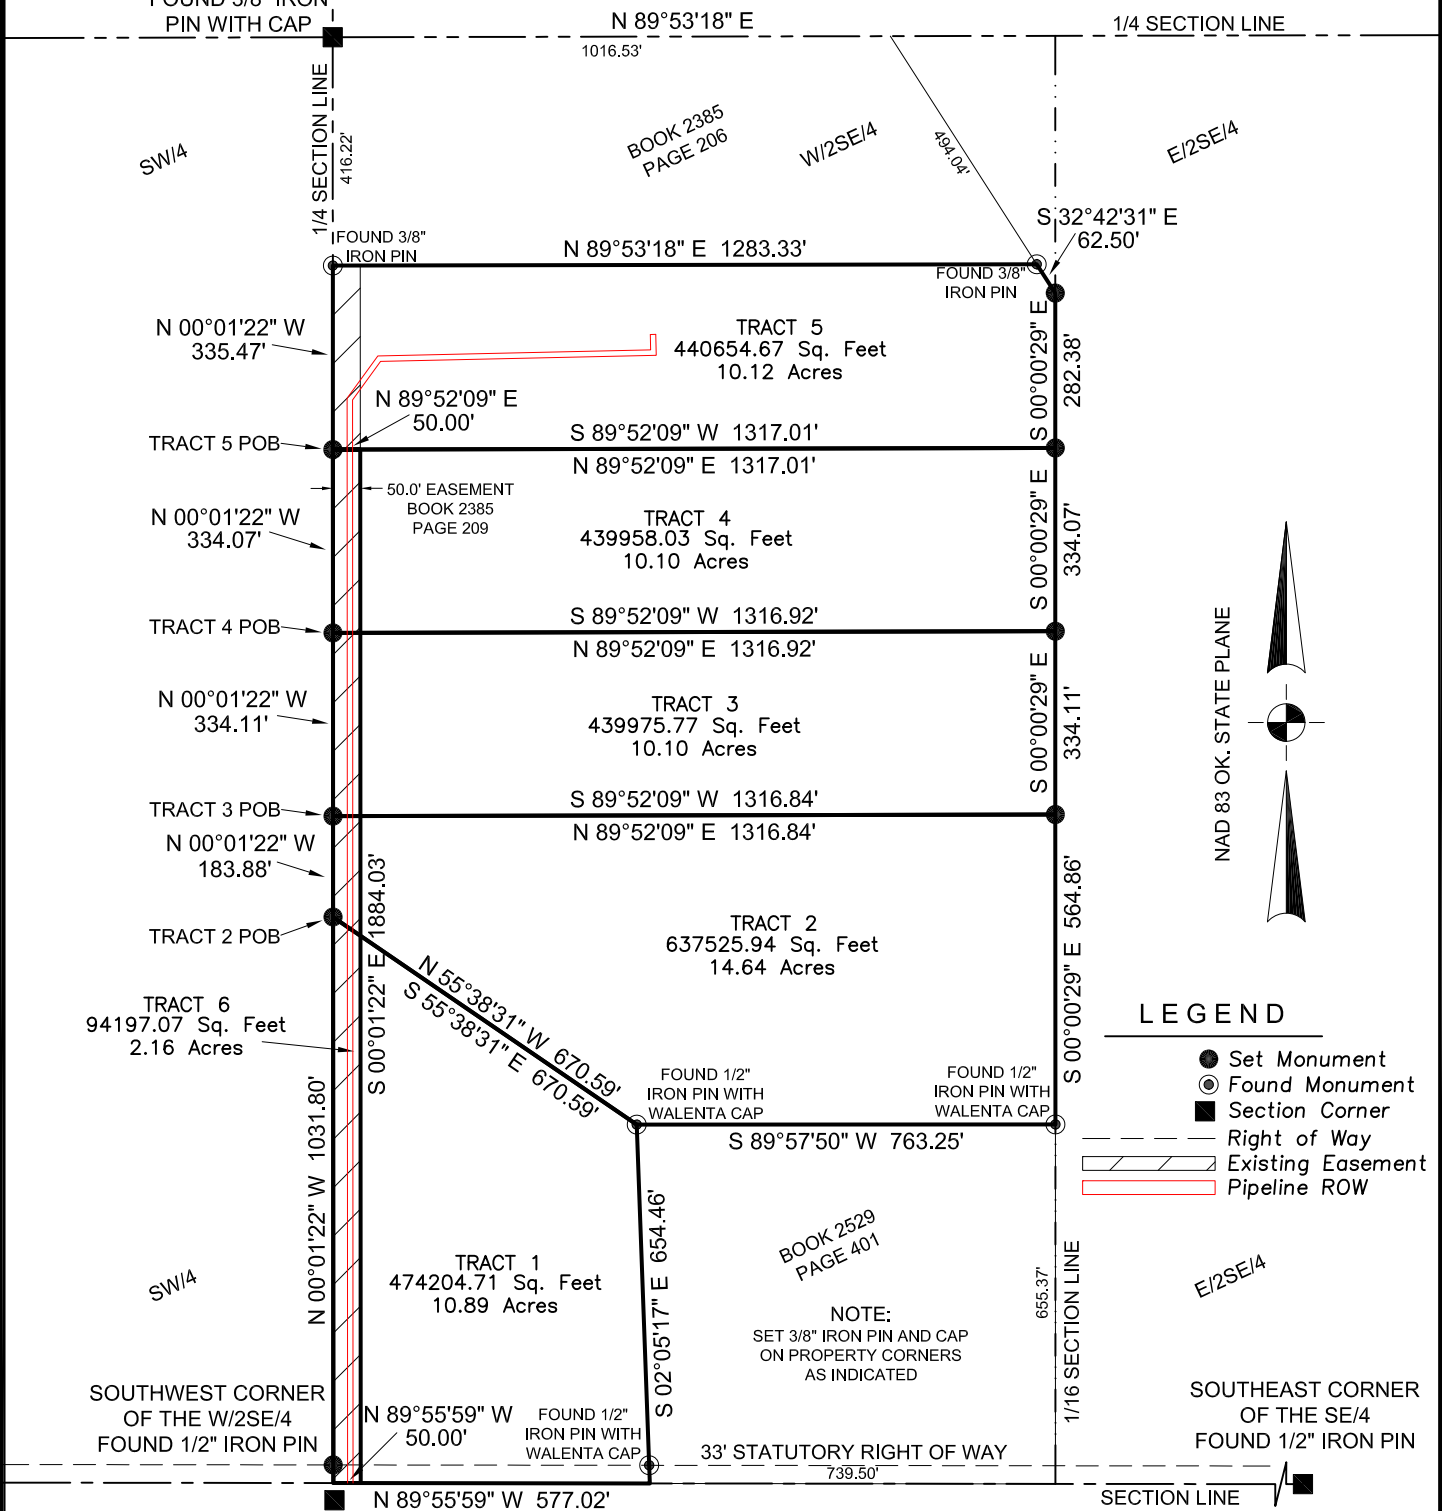 PIN WITH CAP
N 89°53'18" E
1016.53'
1/4 SECTION LINE
1/4 SECTION LINE
416.22'
SW/4
BOOK 2385
PAGE 206
W/2SE/4
494.04'
E/2SE/4
S 32°42'31" E
62.50'
FOUND 3/8"
IRON PIN
N 89°53'18" E 1283.33'
FOUND 3/8"
IRON PIN
N 00°01'22" W
335.47'
TRACT 5
440654.67 Sq. Feet
10.12 Acres
S 00°00'29" E
282.38'
N 89°52'09" E
50.00'
TRACT 5 POB
S 89°52'09" W 1317.01'
N 89°52'09" E 1317.01'
50.0' EASEMENT
BOOK 2385
PAGE 209
N 00°01'22" W
334.07'
TRACT 4
439958.03 Sq. Feet
10.10 Acres
S 00°00'29" E
334.07'
TRACT 4 POB
S 89°52'09" W 1316.92'
N 89°52'09" E 1316.92'
N 00°01'22" W
334.11'
TRACT 3
439975.77 Sq. Feet
10.10 Acres
S 00°00'29" E
334.11'
NAD 83 OK. STATE PLANE
TRACT 3 POB
S 89°52'09" W 1316.84'
N 89°52'09" E 1316.84'
N 00°01'22" W
183.88'
TRACT 2 POB
S 00°01'22" E 1884.03'
TRACT 2
637525.94 Sq. Feet
14.64 Acres
S 00°00'29" E 564.86'
N 55°38'31" W 670.59'
S 55°38'31" E 670.59'
TRACT 6
94197.07 Sq. Feet
2.16 Acres
N 00°01'22" W 1031.80'
FOUND 1/2"
IRON PIN WITH
WALENTA CAP
FOUND 1/2"
IRON PIN WITH
WALENTA CAP
S 89°57'50" W 763.25'
LEGEND
Set Monument
Found Monument
Section Corner
Right of Way
Existing Easement
Pipeline ROW
S 02°05'17" E 654.46'
BOOK 2529
PAGE 401
655.37'
1/16 SECTION LINE
E/2SE/4
SW/4
TRACT 1
474204.71 Sq. Feet
10.89 Acres
NOTE:
SET 3/8" IRON PIN AND CAP
ON PROPERTY CORNERS
AS INDICATED
SOUTHWEST CORNER
OF THE W/2SE/4
FOUND 1/2" IRON PIN
N 89°55'59" W
50.00'
FOUND 1/2"
IRON PIN WITH
WALENTA CAP
33' STATUTORY RIGHT OF WAY
739.50'
SOUTHEAST CORNER
OF THE SE/4
FOUND 1/2" IRON PIN
N 89°55'59" W 577.02'
SECTION LINE